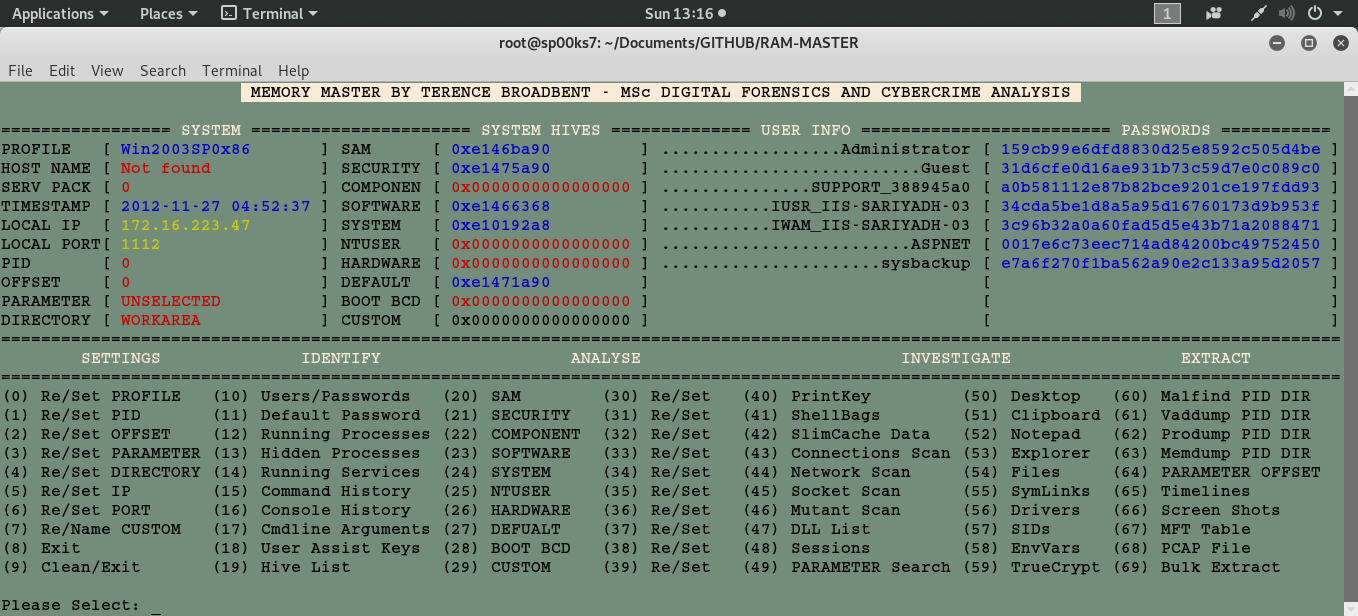 Applications Places Terminal Sun 13:16 1
root@sp00ks7: ~/Documents/GITHUB/RAM-MASTER
File Edit View Search Terminal Help
MEMORY MASTER BY TERENCE BROADBENT - MSc DIGITAL FORENSICS AND CYBERCRIME ANALYSIS
================= SYSTEM ====================== SYSTEM HIVES ============== USER INFO ========================= PASSWORDS ===========
PROFILE [ Win2003SP0x86 ] SAM [ 0xe146ba90 ] ..................Administrator [ 159cb99e6dfd8830d25e8592c505d4be ]
HOST NAME [ Not found ] SECURITY [ 0xe1475a90 ] ..........................Guest [ 31d6cfe0d16ae931b73c59d7e0c089c0 ]
SERV PACK [ 0 ] COMPONEN [ 0x0000000000000000 ] ...............SUPPORT_388945a0 [ a0b581112e87b82bce9201ce197fdd93 ]
TIMESTAMP [ 2012-11-27 04:52:37 ] SOFTWARE [ 0xe1466368 ] ...........IUSR_IIS-SARIYADH-03 [ 34cda5be1d8a5a95d16760173d9b953f ]
LOCAL IP [ 172.16.223.47 ] SYSTEM [ 0xe10192a8 ] ...........IWAM_IIS-SARIYADH-03 [ 3c96b32a0a60fad5d5e43b71a2088471 ]
LOCAL PORT[ 1112 ] NTUSER [ 0x0000000000000000 ] .........................ASPNET [ 0017e6c73eec714ad84200bc49752450 ]
PID [ 0 ] HARDWARE [ 0x0000000000000000 ] ......................sysbackup [ e7a6f270f1ba562a90e2c133a95d2057 ]
OFFSET [ 0 ] DEFAULT [ 0xe1471a90 ] [ ]
PARAMETER [ UNSELECTED ] BOOT BCD [ 0x0000000000000000 ] [ ]
DIRECTORY [ WORKAREA ] CUSTOM [ 0x0000000000000000 ] [ ]
======================================================================================================================================
SETTINGS IDENTIFY ANALYSE INVESTIGATE EXTRACT
======================================================================================================================================
(0) Re/Set PROFILE (10) Users/Passwords (20) SAM (30) Re/Set (40) PrintKey (50) Desktop (60) Malfind PID DIR
(1) Re/Set PID (11) Default Password (21) SECURITY (31) Re/Set (41) ShellBags (51) Clipboard (61) Vaddump PID DIR
(2) Re/Set OFFSET (12) Running Processes (22) COMPONENT (32) Re/Set (42) SlimCache Data (52) Notepad (62) Prodump PID DIR
(3) Re/Set PARAMETER (13) Hidden Processes (23) SOFTWARE (33) Re/Set (43) Connections Scan (53) Explorer (63) Memdump PID DIR
(4) Re/Set DIRECTORY (14) Running Services (24) SYSTEM (34) Re/Set (44) Network Scan (54) Files (64) PARAMETER OFFSET
(5) Re/Set IP (15) Command History (25) NTUSER (35) Re/Set (45) Socket Scan (55) SymLinks (65) Timelines
(6) Re/Set PORT (16) Console History (26) HARDWARE (36) Re/Set (46) Mutant Scan (56) Drivers (66) Screen Shots
(7) Re/Name CUSTOM (17) Cmdline Arguments (27) DEFUALT (37) Re/Set (47) DLL List (57) SIDs (67) MFT Table
(8) Exit (18) User Assist Keys (28) BOOT BCD (38) Re/Set (48) Sessions (58) EnvVars (68) PCAP File
(9) Clean/Exit (19) Hive List (29) CUSTOM (39) Re/Set (49) PARAMETER Search (59) TrueCrypt (69) Bulk Extract
Please Select: _